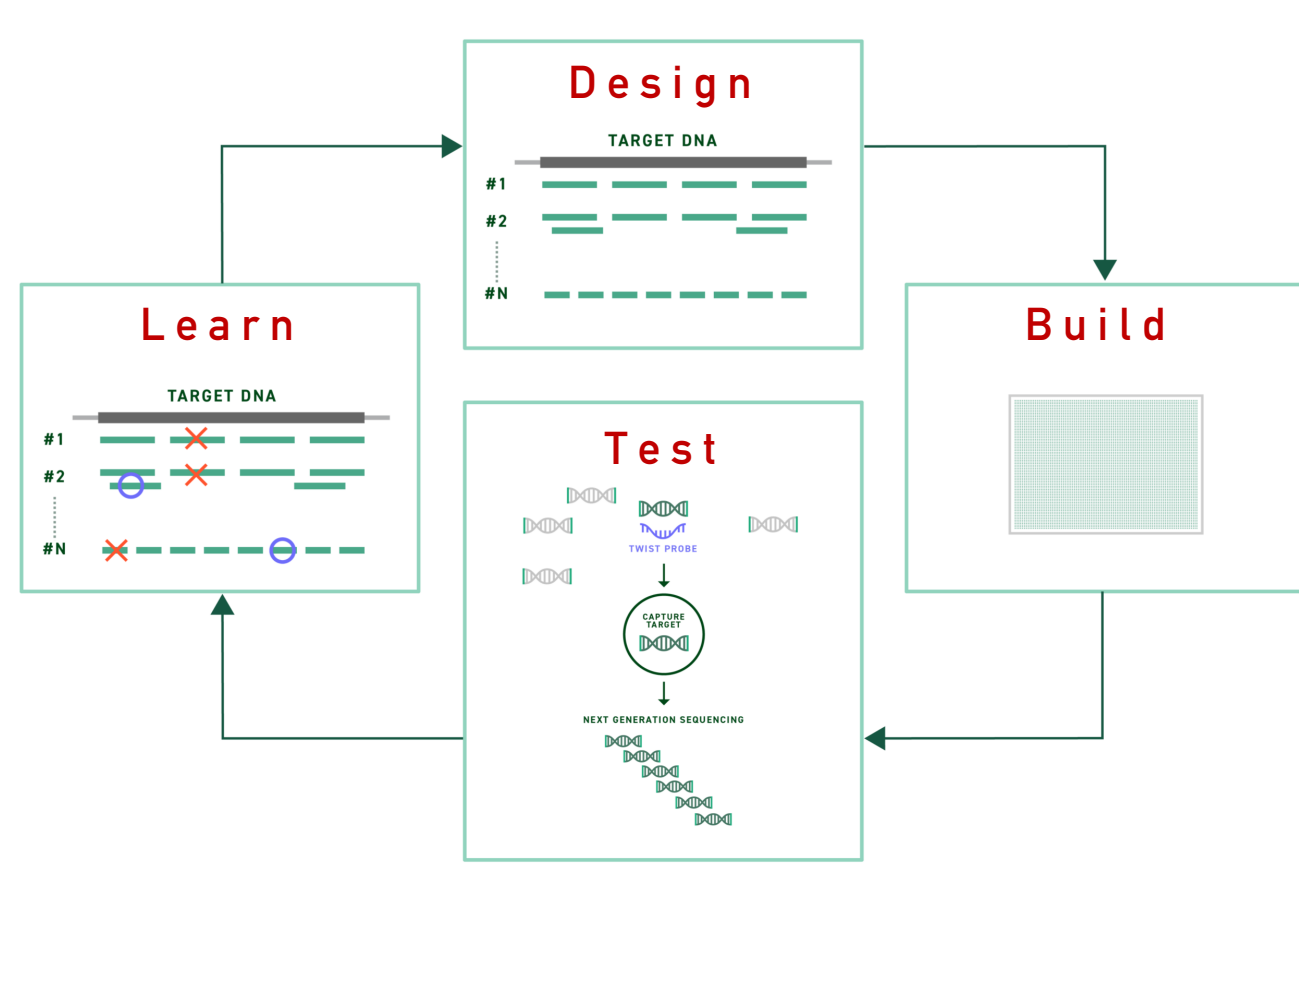 Design
TARGET DNA
#1
#2
#N
Learn
TARGET DNA
#1
#2
#N
Build
Test
TWIST PROBE
CAPTURE
TARGET
NEXT GENERATION SEQUENCING